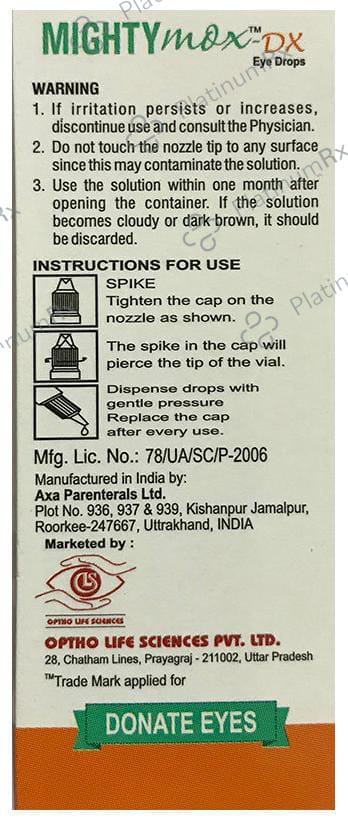 MIGHTYmox™-DX
Eye Drops
WARNING
1. If irritation persists or increases,
discontinue use and consult the Physician.
2. Do not touch the nozzle tip to any surface
since this may contaminate the solution.
3. Use the solution within one month after
opening the container. If the solution
becomes cloudy or dark brown, it should
be discarded.
INSTRUCTIONS FOR USE
SPIKE
Tighten the cap on the
nozzle as shown.
The spike in the cap will
pierce the tip of the vial.
Dispense drops with
gentle pressure
Replace the cap
after every use.
Mfg. Lic. No.: 78/UA/SC/P-2006
Manufactured in India by:
Axa Parenterals Ltd.
Plot No. 936, 937 & 939, Kishanpur Jamalpur,
Roorkee-247667, Uttrakhand, INDIA
Marketed by :
OLS
OPTHO LIFE SCIENCES
OPTHO LIFE SCIENCES PVT. LTD.
28, Chatham Lines, Prayagraj - 211002, Uttar Pradesh
™Trade Mark applied for
DONATE EYES
PlatinumRx